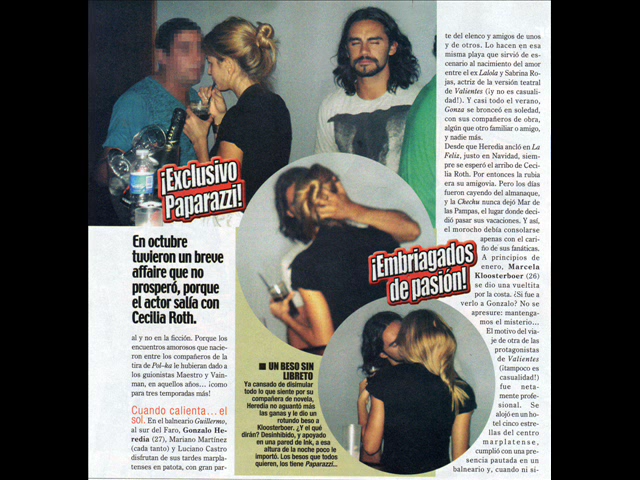 ¡Exclusivo
Paparazzi!
En octubre
tuvieron un breve
affaire que no
prosperó, porque
el actor salía con
Cecilia Roth.
al y no en la ficción. Porque los
encuentros amorosos que nacie-
ron entre los compañeros de la
tira de Pol-ka le hubieran dado a
los guionistas Maestro y Vain-
man, en aquellos años... ¡como
para tres temporadas más!
Cuando calienta... el
sol. En el balneario Guillermo,
al sur del Faro, Gonzalo He-
redia (27), Mariano Martínez
(cada tanto) y Luciano Castro
disfrutan de sus tardes marpla-
tenses en patota, con gran par-
¡Embriagados
de pasión!
■ UN BESO SIN
LIBRETO
Ya cansado de disimular
todo lo que siente por su
compañera de novela,
Heredia no aguantó más
las ganas y le dio un
rotundo beso a
Kloosterboer. ¿Y el qué
dirán? Desinhibido, y apoyado
en una pared de Ink, a esa
altura de la noche poco le
importó. Los besos que todos
quieren, los tiene Paparazzi...
te del elenco y amigos de unos
y de otros. Lo hacen en esa
misma playa que sirvió de es-
cenario al nacimiento del amor
entre el ex Lalola y Sabrina Ro-
jas, actriz de la versión teatral
de Valientes (¡y no es casuali-
dad!). Y casi todo el verano,
Gonza se bronceó en soledad,
con sus compañeros de obra,
algún que otro familiar o amigo,
y nadie más.
Desde que Heredia ancló en La
Feliz, justo en Navidad, siem-
pre se esperó el arribo de Ceci-
lia Roth. Por entonces la rubia
era su amigovia. Pero los días
fueron cayendo del almanaque,
y la Chechu nunca dejó Mar de
las Pampas, el lugar donde deci-
dió pasar sus vacaciones. Y así,
el morocho debía consolarse
apenas con el cari-
ño de sus fanáticas.
A principios de
enero, Marcela
Kloosterboer (26)
se dio una vueltita
por la costa. ¿Si fue a
verlo a Gonzalo? No se
apresure: mantenga-
mos el misterio...
El motivo del via-
je de otra de las
protagonistas
de Valientes
(¡tampoco es
casualidad!)
fue neta-
mente profe-
sional. Se
alojó en un ho-
tel cinco estre-
llas del centro
marplatense,
cumplió con una pre-
sencia pautada en un
balneario y, cuando ni si-